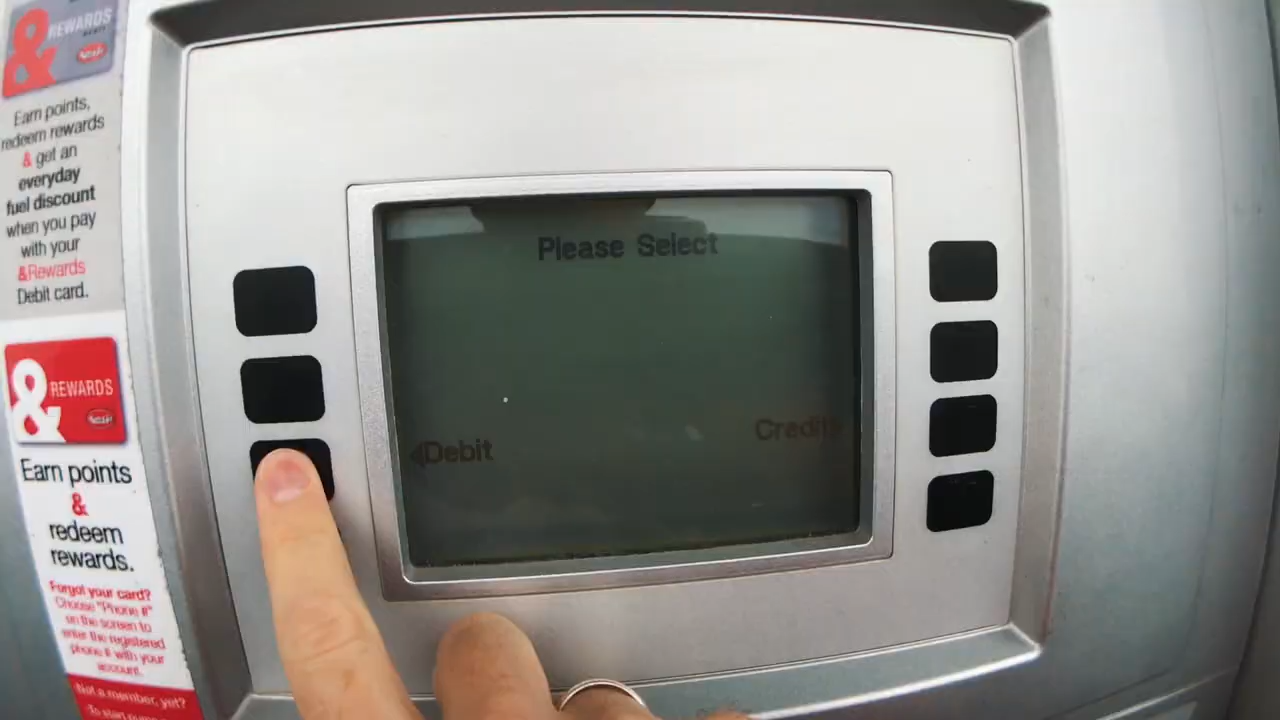 & REWARDS
Earn points,
redeem rewards
& get an
everyday
fuel discount
when you pay
with your
&Rewards
Debit card.
& REWARDS
Earn points
&
redeem
rewards.
Forgot your card?
Choose "Phone #"
on the screen to
enter the registered
phone # with your
account.
Not a member, yet?
To start
Please Select
Debit
Credit